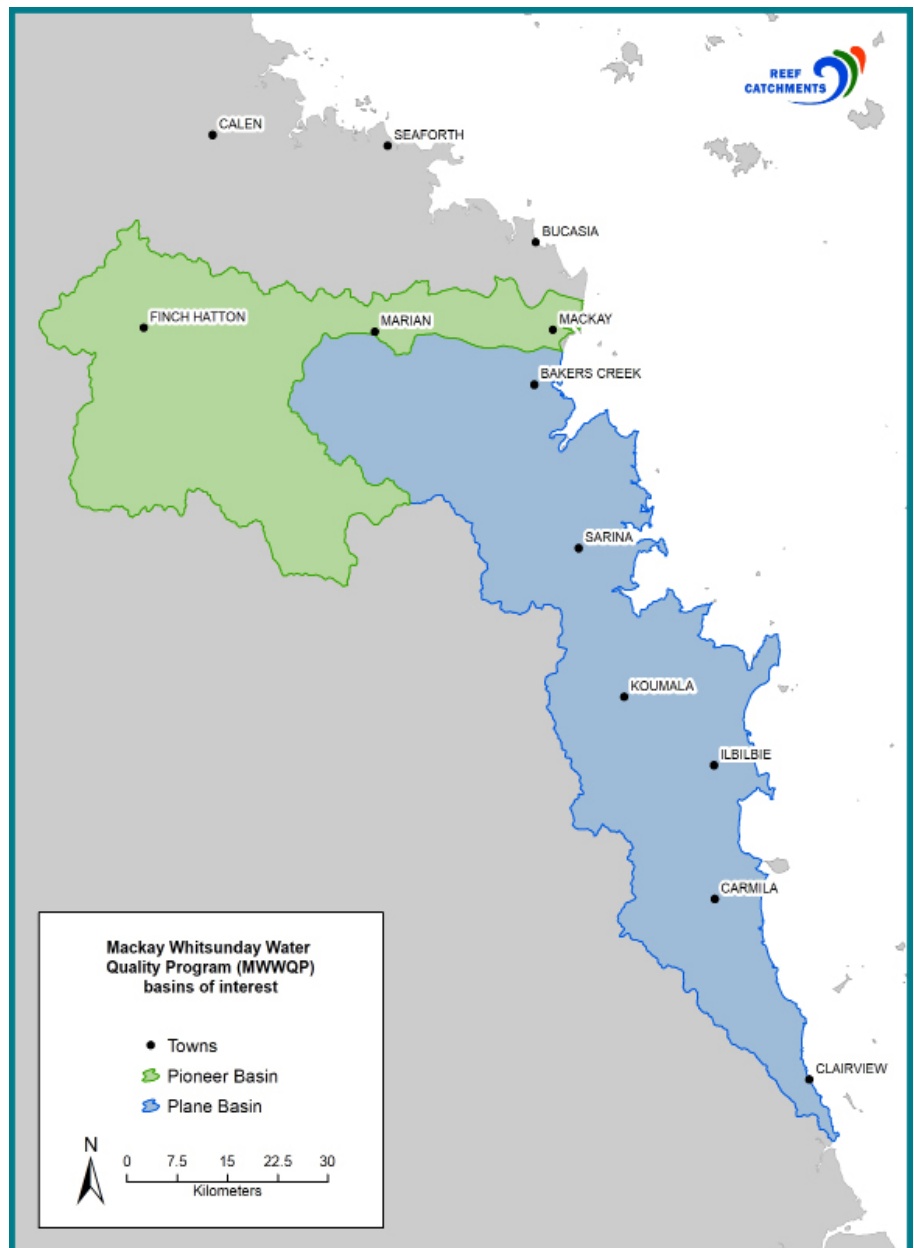 REEF
CATCHMENTS
CALEN
SEAFORTH
BUCASIA
FINCH HATTON
MARIAN
MACKAY
BAKERS CREEK
SARINA
KOUMALA
ILBILBIE
CARMILA
CLAIRVIEW
Mackay Whitsunday Water
Quality Program (MWWQP)
basins of interest
Towns
Pioneer Basin
Plane Basin
N
0 7.5 15 22.5 30
Kilometers